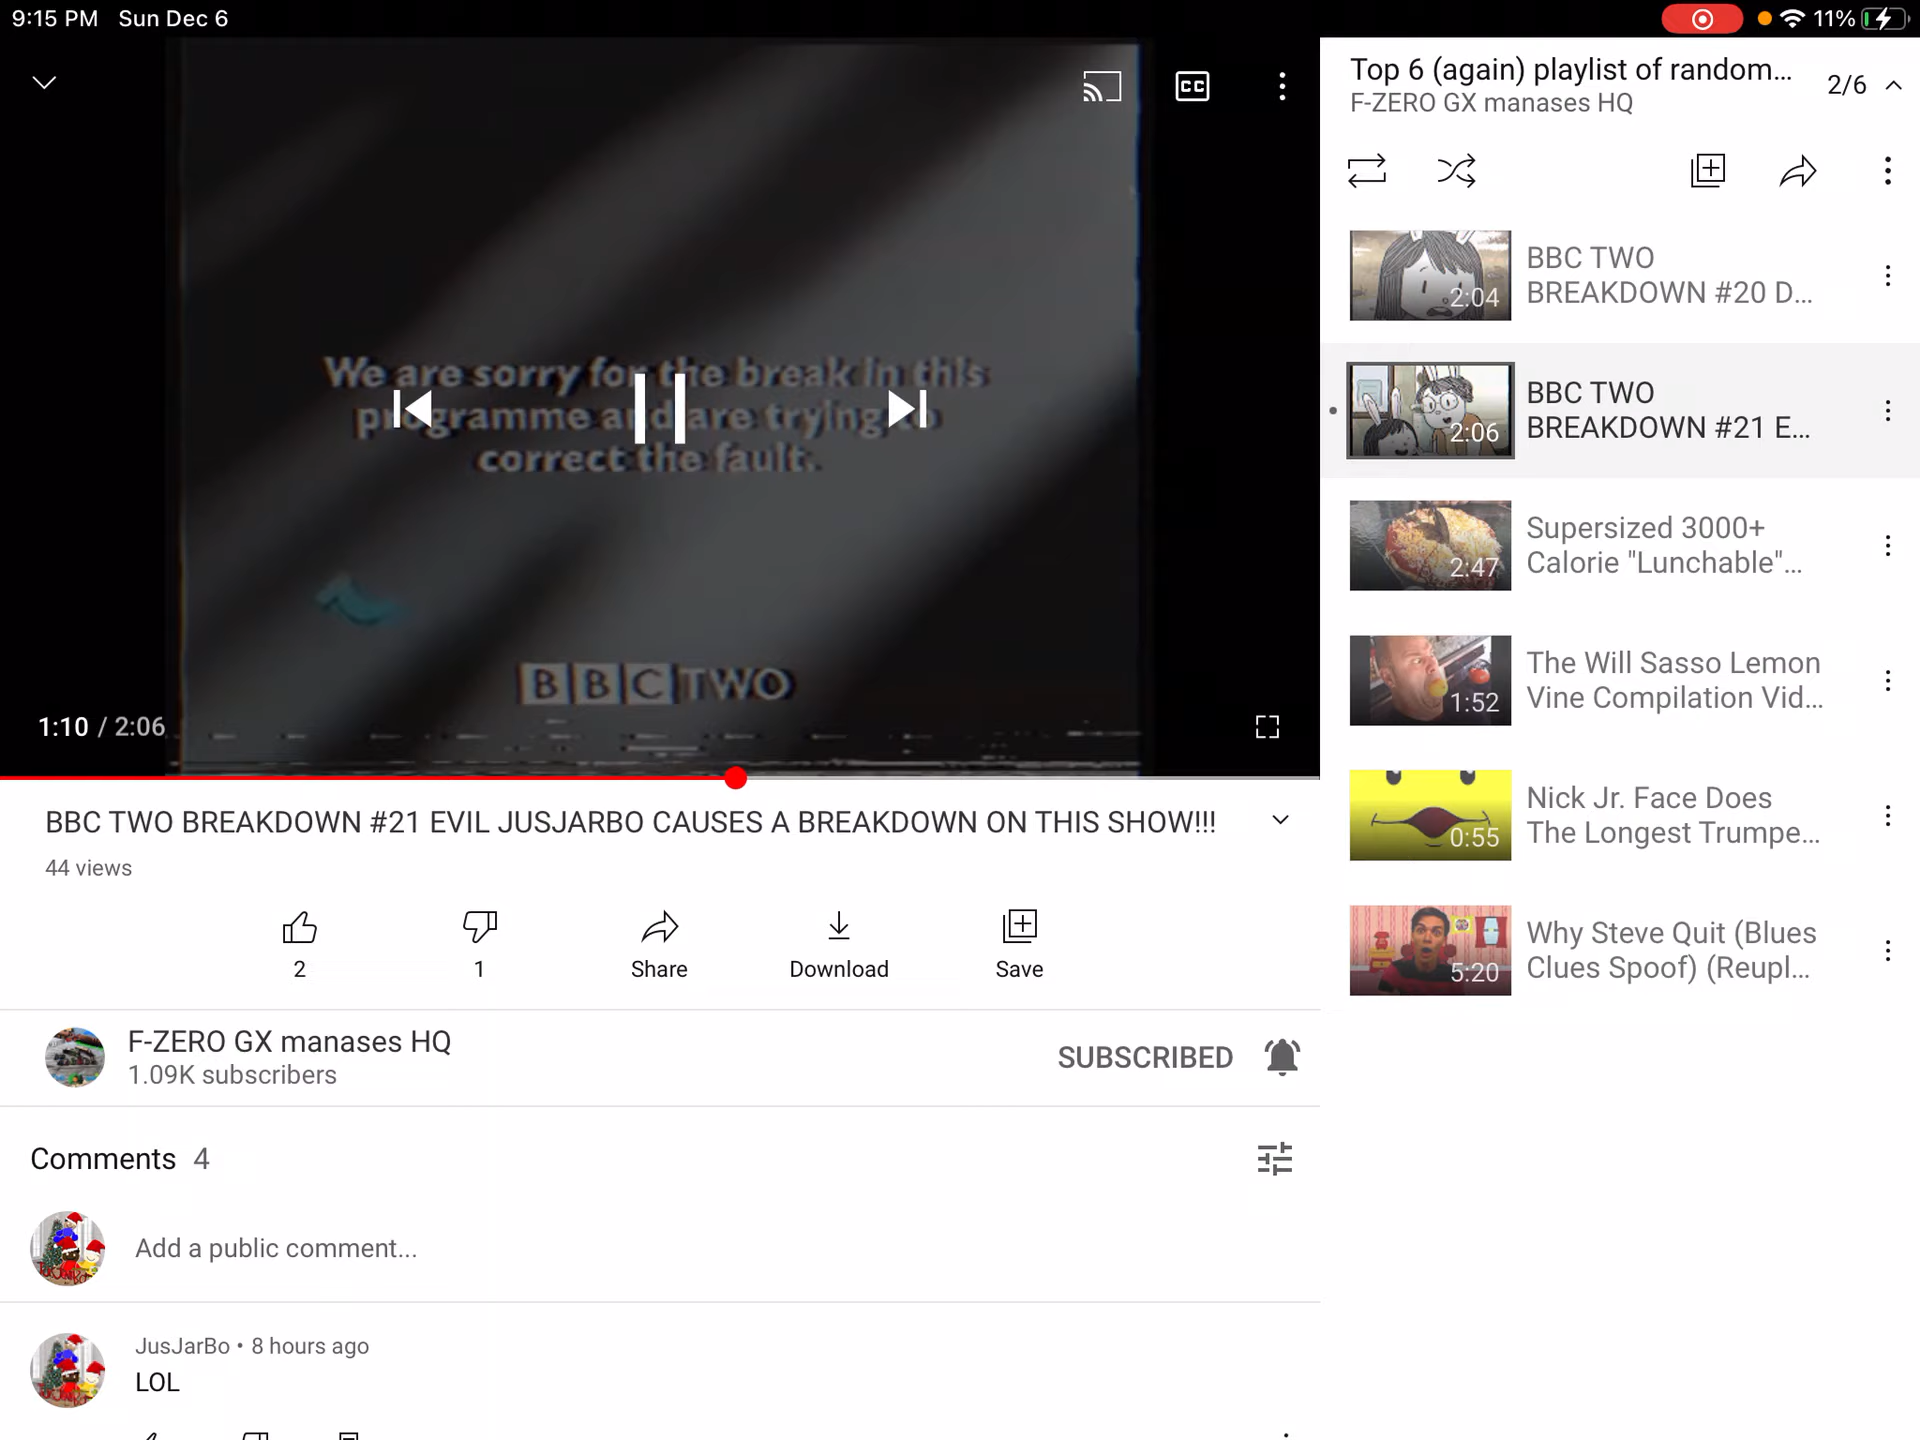 9:15 PM Sun Dec 6
11%
CC
We are sorry for the break in this
programme and are trying to
correct the fault.
BBC TWO
1:10 / 2:06
BBC TWO BREAKDOWN #21 EVIL JUSJARBO CAUSES A BREAKDOWN ON THIS SHOW!!!
44 views
2
1
Share
Download
Save
F-ZERO GX manases HQ
1.09K subscribers
SUBSCRIBED
Comments 4
Add a public comment...
JusJarBo • 8 hours ago
LOL
Top 6 (again) playlist of random...
F-ZERO GX manases HQ
2/6
2:04
BBC TWO
BREAKDOWN #20 D...
2:06
BBC TWO
BREAKDOWN #21 E...
2:47
Supersized 3000+
Calorie "Lunchable"...
1:52
The Will Sasso Lemon
Vine Compilation Vid...
0:55
Nick Jr. Face Does
The Longest Trumpe...
5:20
Why Steve Quit (Blues
Clues Spoof) (Reupl...